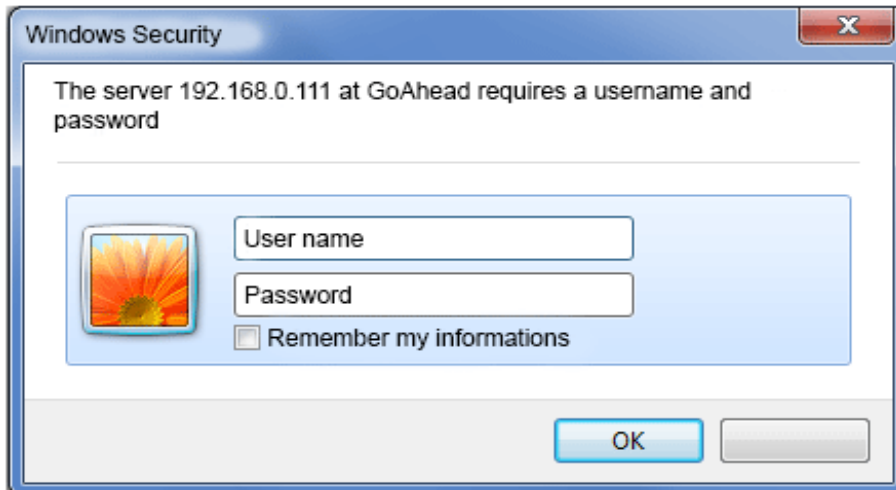 Windows Security
The server 192.168.0.111 at GoAhead requires a username and
password
User name
Password
Remember my informations
OK